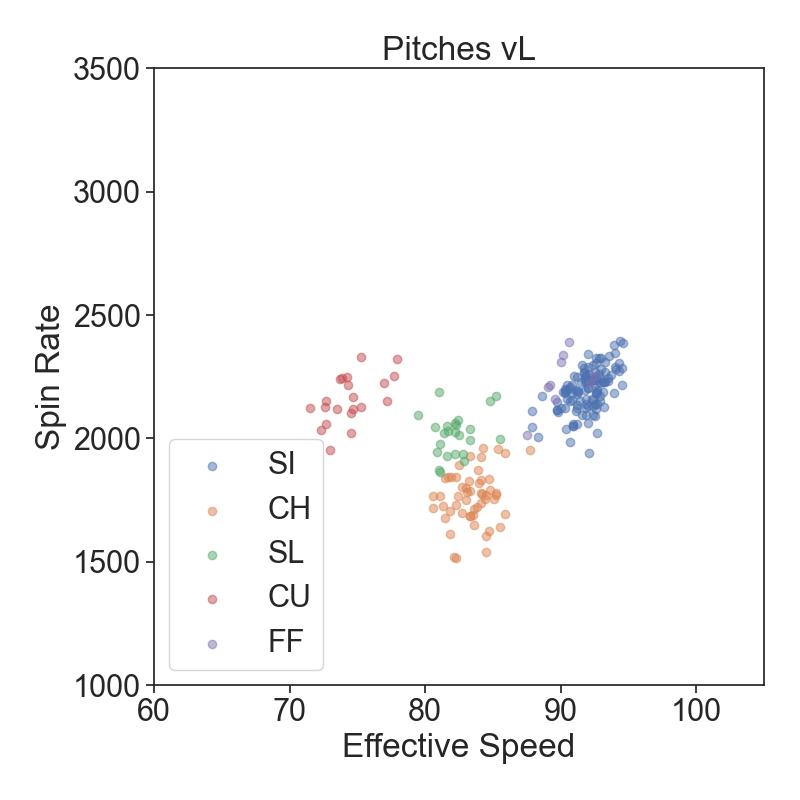 Pitches vL
3500
3000
2500
2000
1500
1000
Spin Rate
SI
CH
SL
CU
FF
60 70 80 90 100
Effective Speed